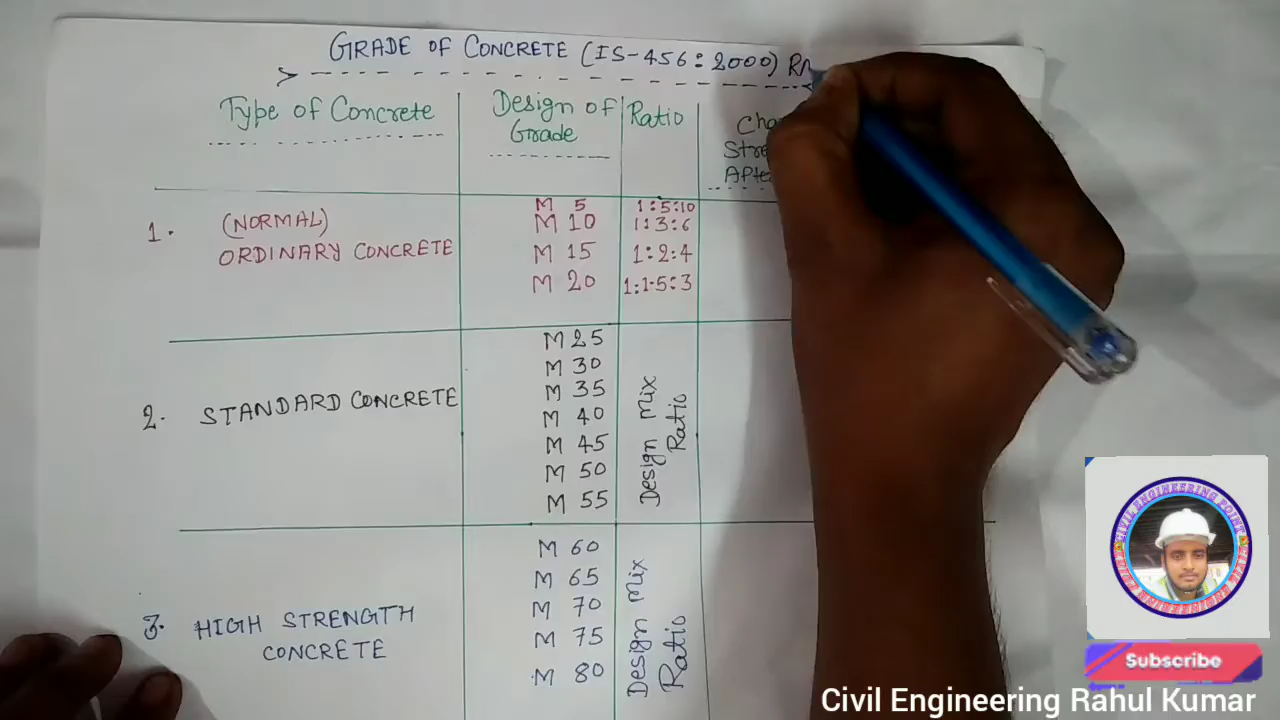 GRADE OF CONCRETE (IS-456:2000)
Type of Concrete
Design of Grade
Ratio
1. (NORMAL) ORDINARY CONCRETE
M 5 1:5:10
M 10 1:3:6
M 15 1:2:4
M 20 1:1.5:3
2. STANDARD CONCRETE
M 25
M 30
M 35
M 40
M 45
M 50
M 55
Design Mix Ratio
3. HIGH STRENGTH CONCRETE
M 60
M 65
M 70
M 75
M 80
Design Mix Ratio
CIVIL ENGINEERING POINT
Subscribe
Civil Engineering Rahul Kumar